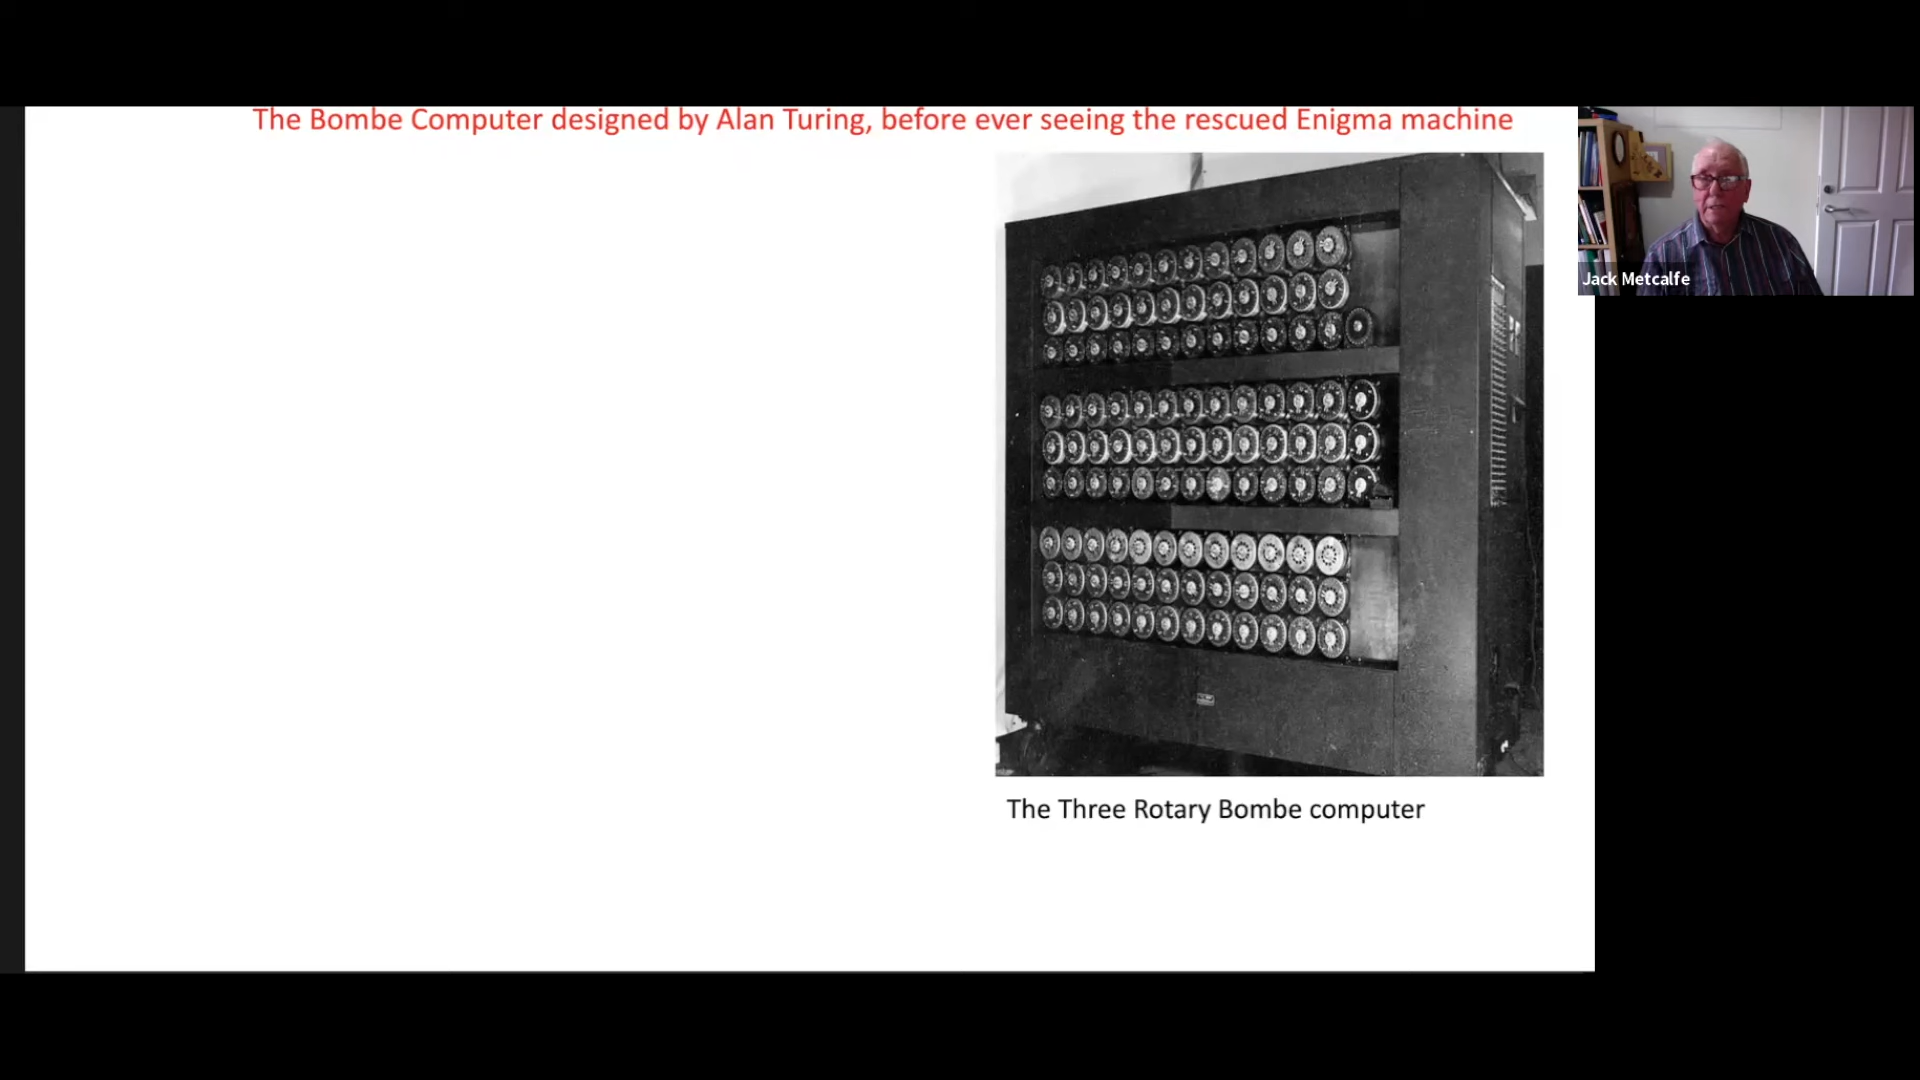 The Bombe Computer designed by Alan Turing, before ever seeing the rescued Enigma machine
Jack Metcalfe
The Three Rotary Bombe computer